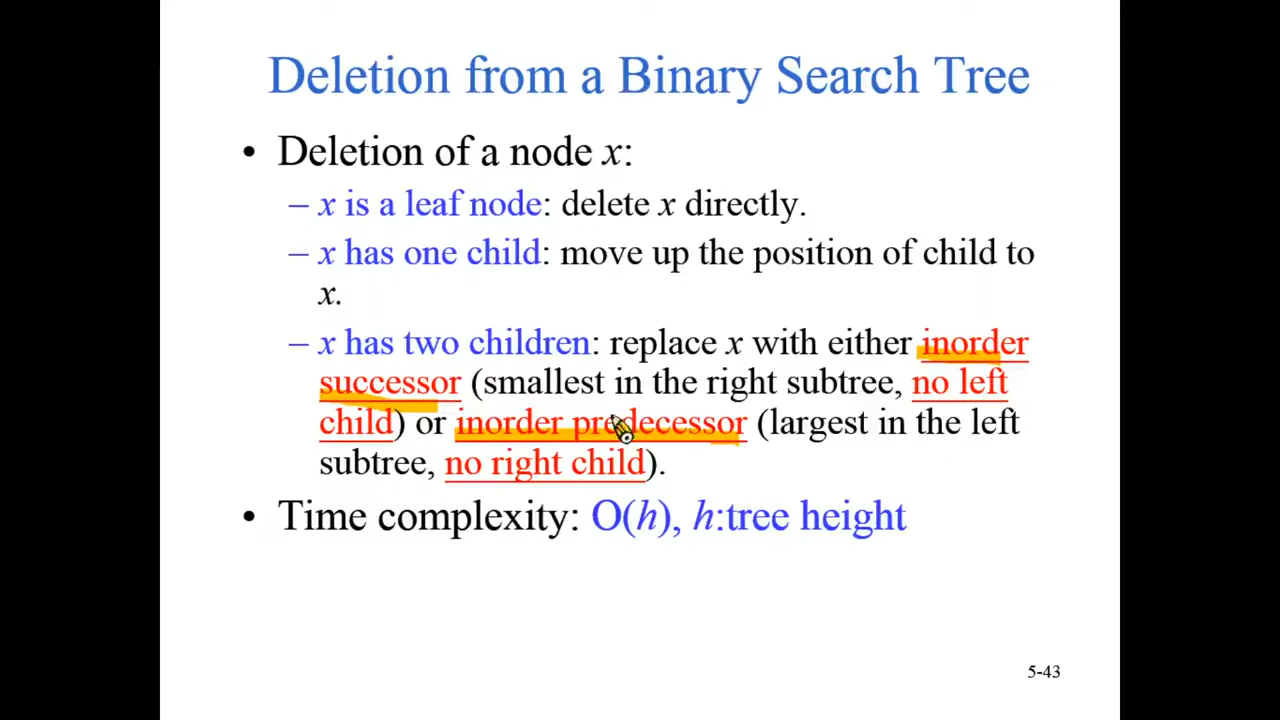 Deletion from a Binary Search Tree
• Deletion of a node x:
– x is a leaf node: delete x directly.
– x has one child: move up the position of child to
x.
– x has two children: replace x with either inorder
successor (smallest in the right subtree, no left
child) or inorder predecessor (largest in the left
subtree, no right child).
• Time complexity: O(h), h:tree height
5-43